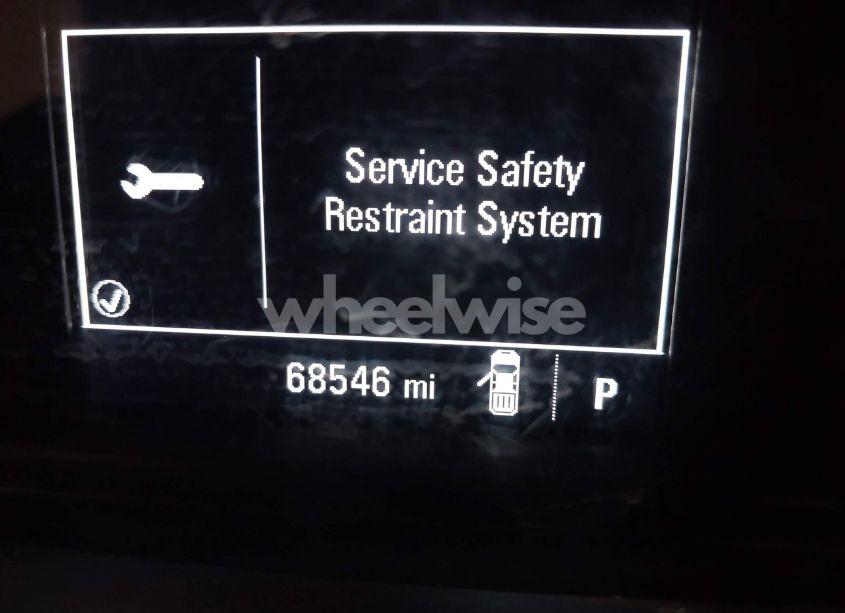 Service Safety
Restraint System
wheelwise
68546 mi
P